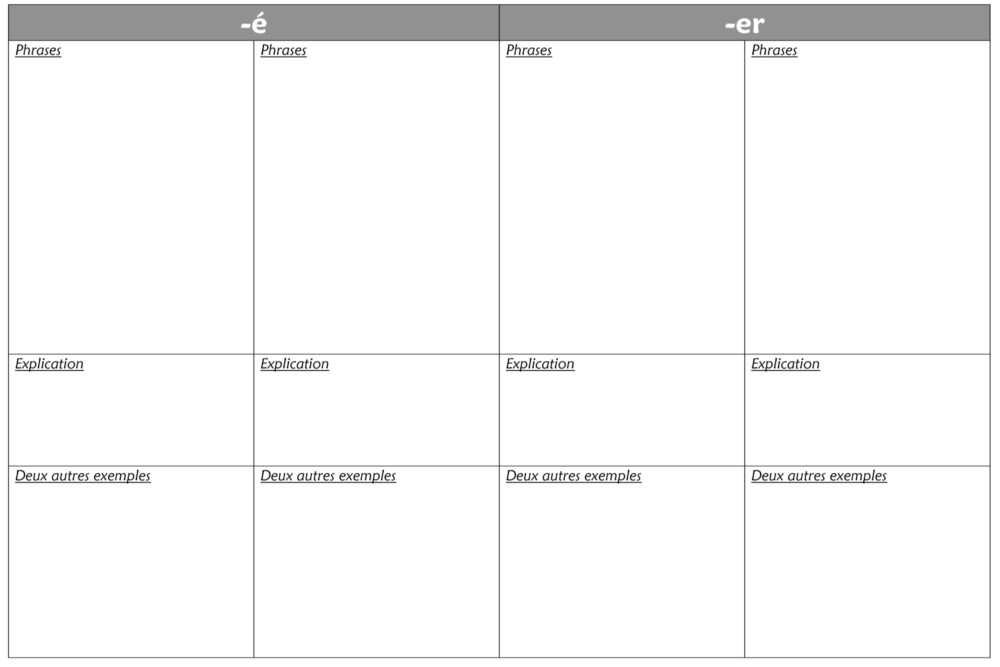 -é
-er
Phrases
Phrases
Phrases
Phrases
Explication
Explication
Explication
Explication
Deux autres exemples
Deux autres exemples
Deux autres exemples
Deux autres exemples